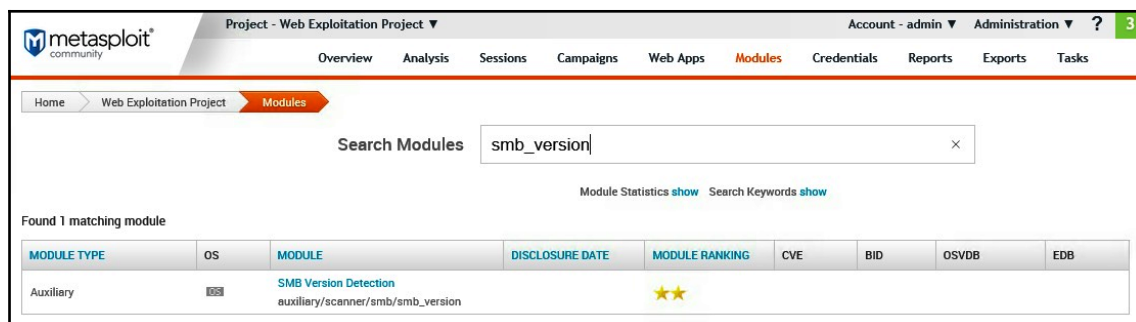 metasploit®
community
Project - Web Exploitation Project ▼ Account - admin ▼ Administration ▼ ? 3
Overview Analysis Sessions Campaigns Web Apps Modules Credentials Reports Exports Tasks
Home Web Exploitation Project Modules
Search Modules smb_version ×
Module Statistics show Search Keywords show
Found 1 matching module
MODULE TYPE OS MODULE DISCLOSURE DATE MODULE RANKING CVE BID OSVDB EDB
Auxiliary OS SMB Version Detection
auxiliary/scanner/smb/smb_version ★★